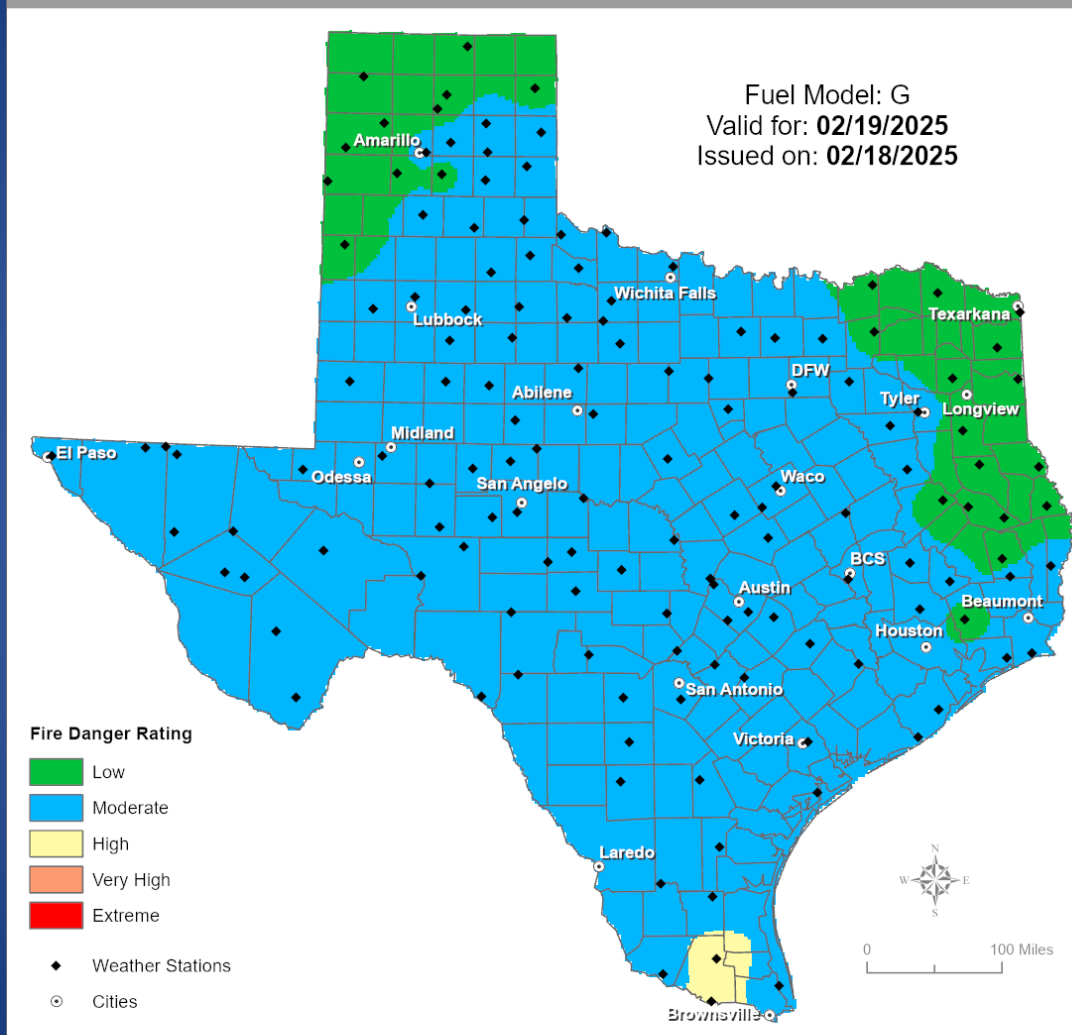 Fuel Model: G
Valid for: 02/19/2025
Issued on: 02/18/2025
Amarillo
Wichita Falls
Texarkana
Lubbock
DFW
Abilene
Tyler
Longview
Midland
El Paso
Odessa
San Angelo
Waco
BCS
Austin
Beaumont
Houston
San Antonio
Victoria
Laredo
Brownsville
Fire Danger Rating
Low
Moderate
High
Very High
Extreme
Weather Stations
Cities
N
W
E
S
0
100 Miles